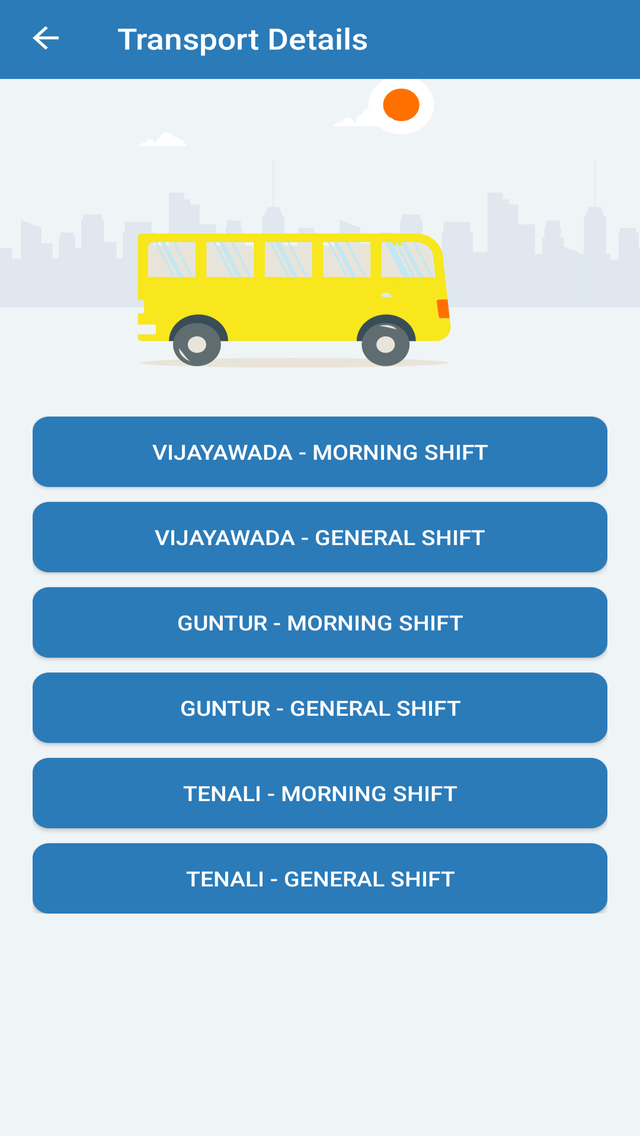 Transport Details
VIJAYAWADA - MORNING SHIFT
VIJAYAWADA - GENERAL SHIFT
GUNTUR - MORNING SHIFT
GUNTUR - GENERAL SHIFT
TENALI - MORNING SHIFT
TENALI - GENERAL SHIFT